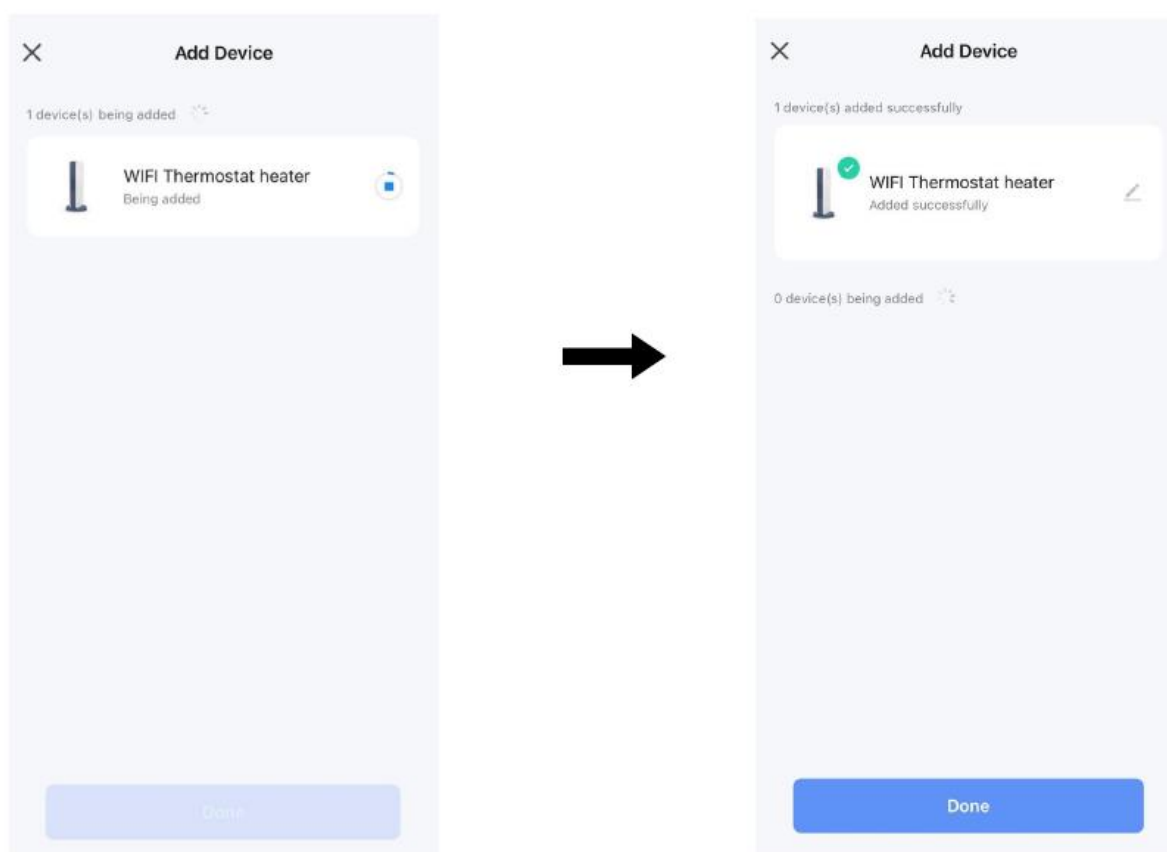 Add Device
1 device(s) being added
WIFI Thermostat heater
Being added
Done
Add Device
1 device(s) added successfully
WIFI Thermostat heater
Added successfully
0 device(s) being added
Done